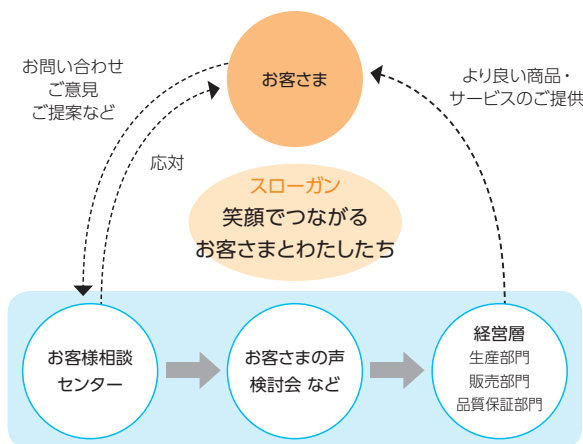 お客さま
お問い合わせ
ご意見
ご提案など
より良い商品・
サービスのご提供
応対
スローガン
笑顔でつながる
お客さまとわたしたち
お客様相談
センター
お客さまの声
検討会 など
経営層
生産部門
販売部門
品質保証部門